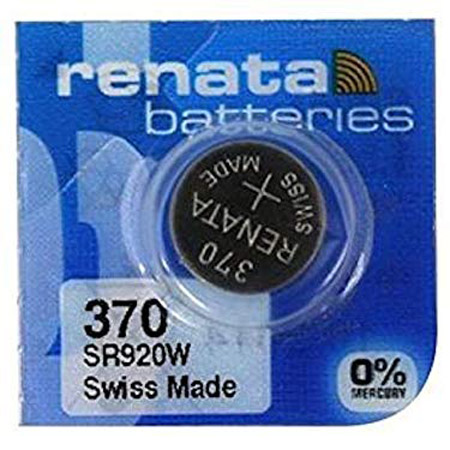 renata
batteries
SWISS MADE
+
RENATA
370
370
SR920W
Swiss Made
0%
MERCURY